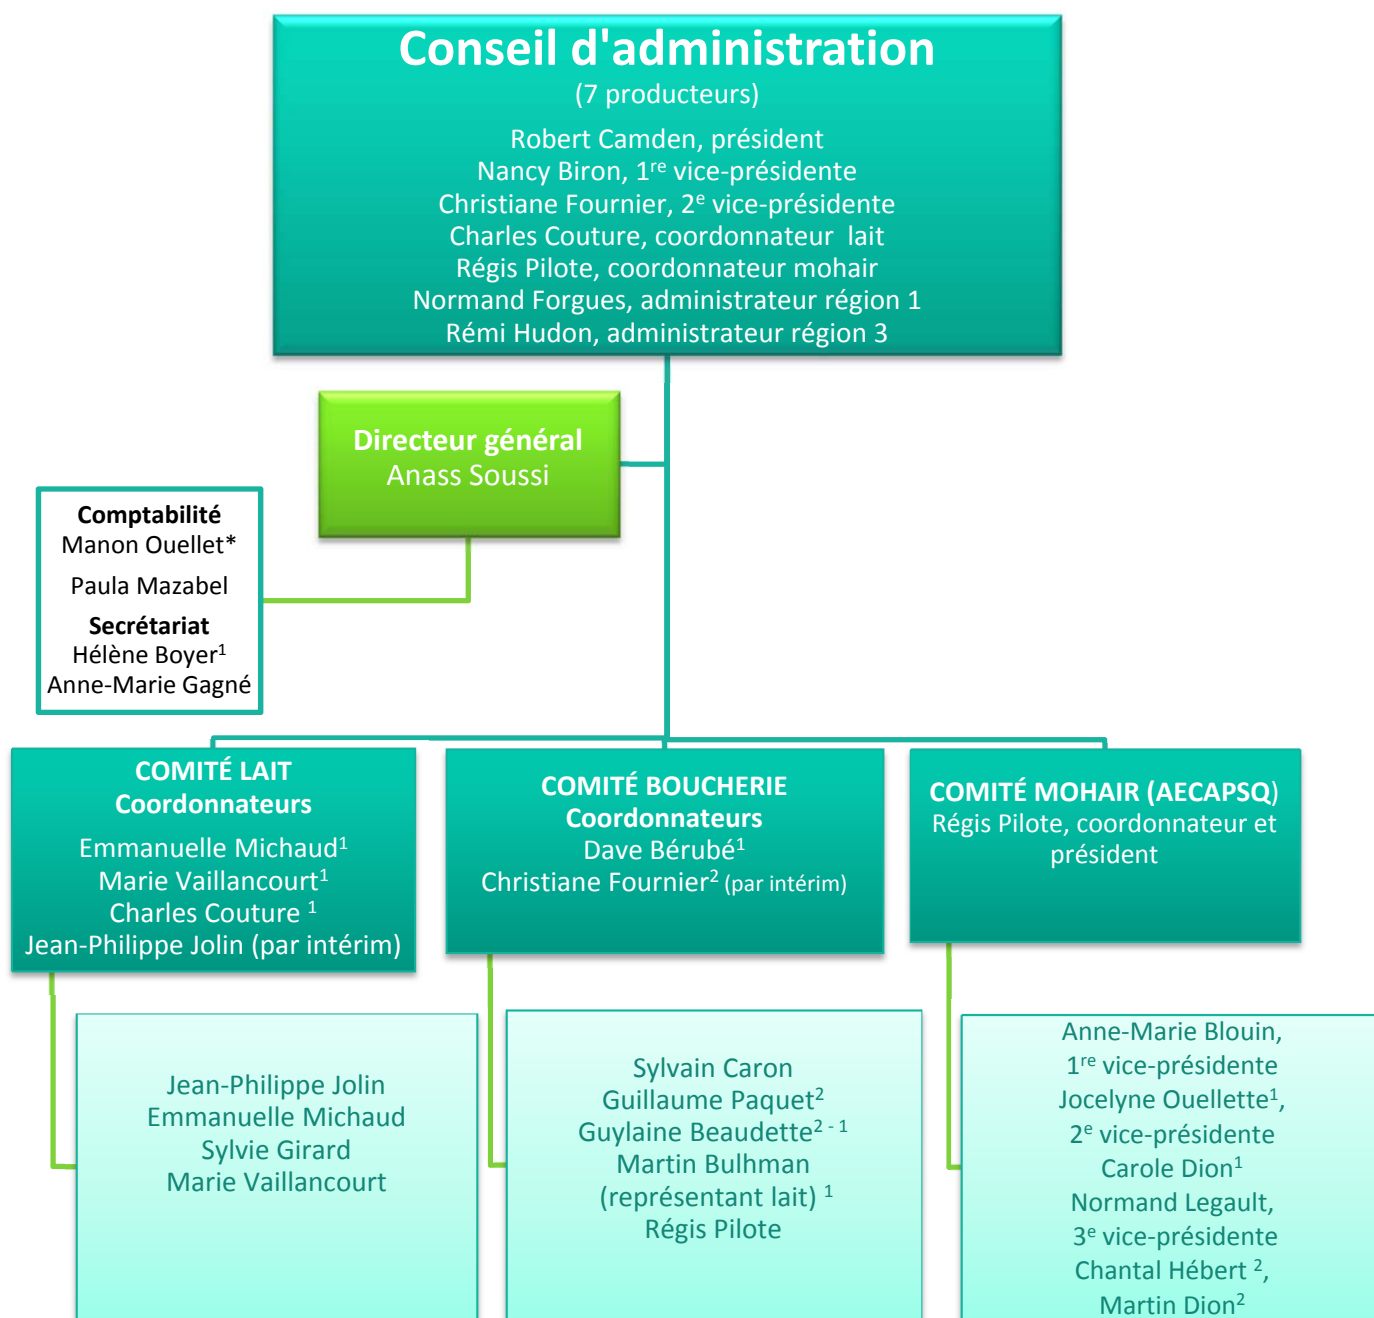 Conseil d'administration
(7 producteurs)
Robert Camden, président
Nancy Biron, 1re vice-présidente
Christiane Fournier, 2e vice-présidente
Charles Couture, coordonnateur lait
Régis Pilote, coordonnateur mohair
Normand Forgues, administrateur région 1
Rémi Hudon, administrateur région 3
Directeur général
Anass Soussi
Comptabilité
Manon Ouellet*
Paula Mazabel
Secrétariat
Hélène Boyer1
Anne-Marie Gagné
COMITÉ LAIT
Coordonnateurs
Emmanuelle Michaud1
Marie Vaillancourt1
Charles Couture 1
Jean-Philippe Jolin (par intérim)
COMITÉ BOUCHERIE
Coordonnateurs
Dave Bérubé1
Christiane Fournier2 (par intérim)
COMITÉ MOHAIR (AECAPSQ)
Régis Pilote, coordonnateur et
président
Jean-Philippe Jolin
Emmanuelle Michaud
Sylvie Girard
Marie Vaillancourt
Sylvain Caron
Guillaume Paquet2
Guylaine Beaudette2 - 1
Martin Bulhman
(représentant lait) 1
Régis Pilote
Anne-Marie Blouin,
1re vice-présidente
Jocelyne Ouellette1,
2e vice-présidente
Carole Dion1
Normand Legault,
3e vice-présidente
Chantal Hébert 2,
Martin Dion2